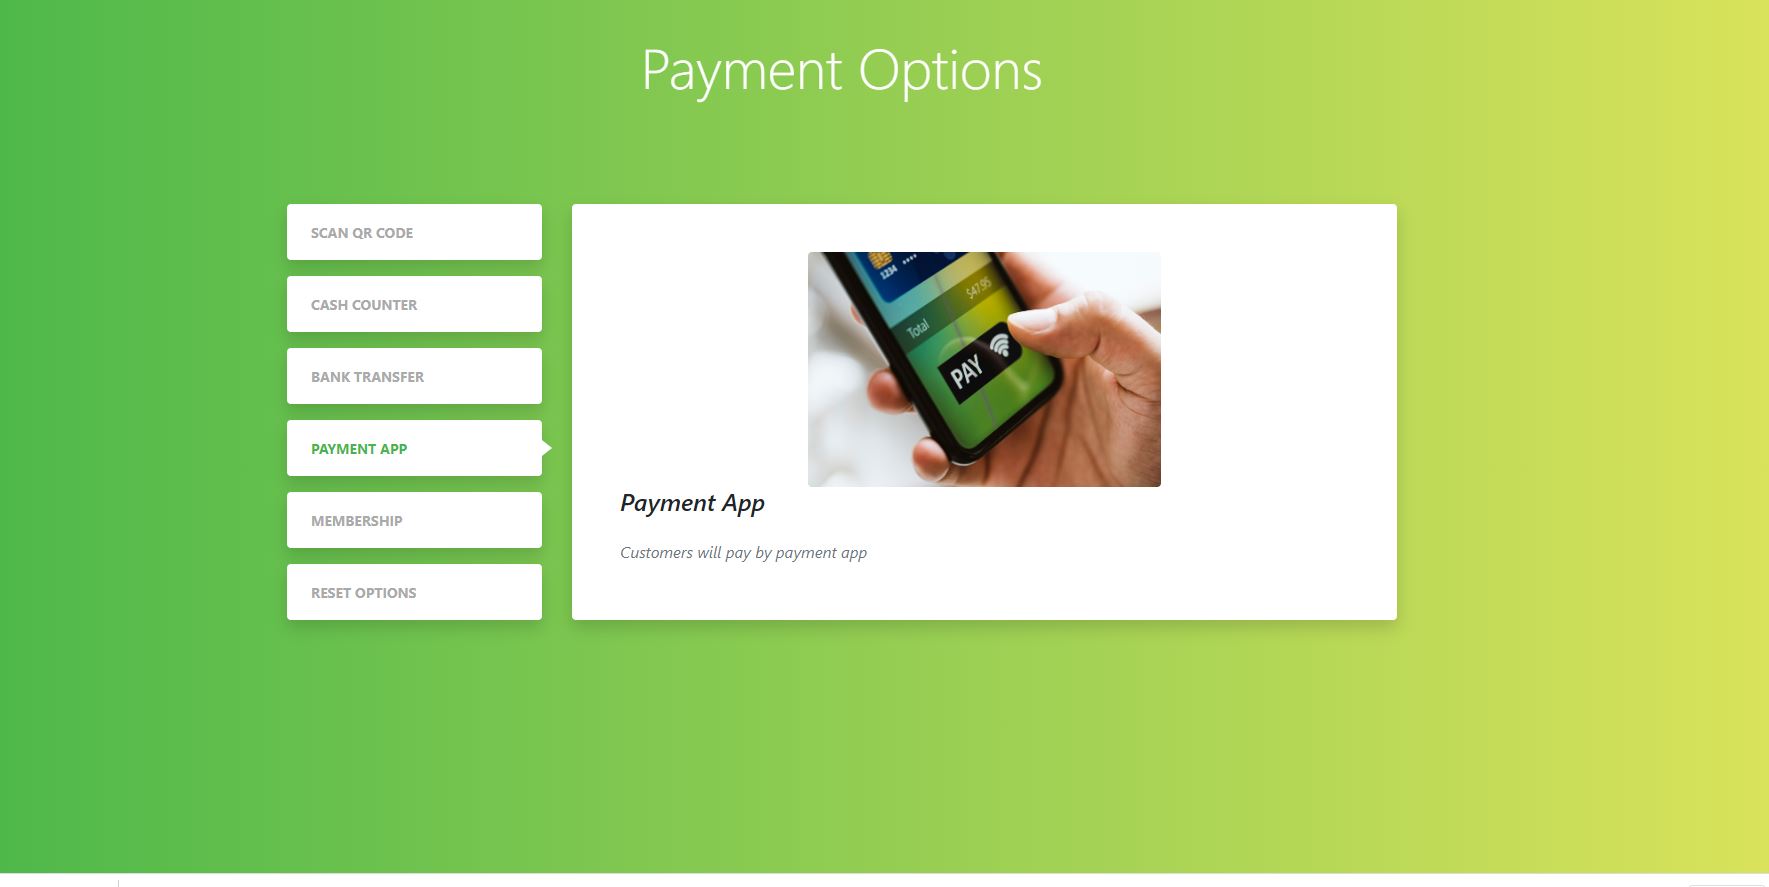 Payment Options
SCAN QR CODE
CASH COUNTER
BANK TRANSFER
PAYMENT APP
MEMBERSHIP
RESET OPTIONS
1234
$47.95
Total
PAY
Payment App
Customers will pay by payment app